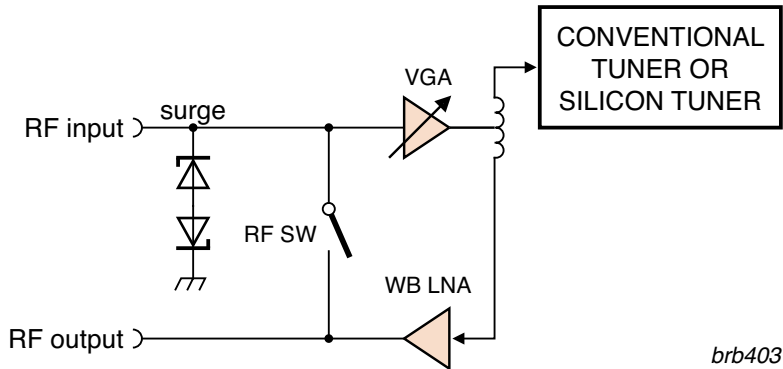 CONVENTIONAL
TUNER OR
SILICON TUNER
VGA
surge
RF input
RF SW
WB LNA
RF output
brb403